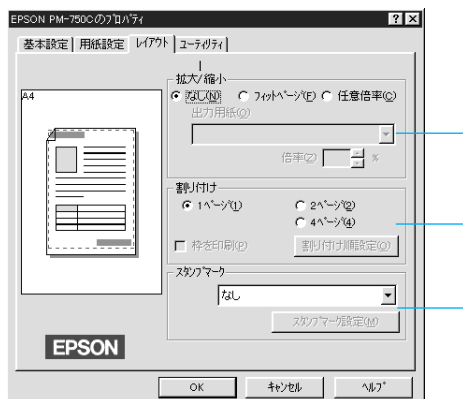 EPSON PM-750Cのﾌﾟﾛﾊﾟﾃｨ
基本設定 用紙設定 ﾚｲｱｳﾄ ﾕｰﾃｨﾘﾃｨ
A4
拡大/縮小
なし(N) ﾌｨｯﾄﾍﾟｰｼﾞ(F) 任意倍率(C)
出力用紙(O)
倍率(Z) %
割り付け
1ﾍﾟｰｼﾞ(1) 2ﾍﾟｰｼﾞ(2)
4ﾍﾟｰｼﾞ(4)
枠を印刷(P) 割り付け順設定(O)
ｽﾀﾝﾌﾟﾏｰｸ
なし
ｽﾀﾝﾌﾟﾏｰｸ設定(M)
EPSON
OK ｷｬﾝｾﾙ ﾍﾙﾌﾟ